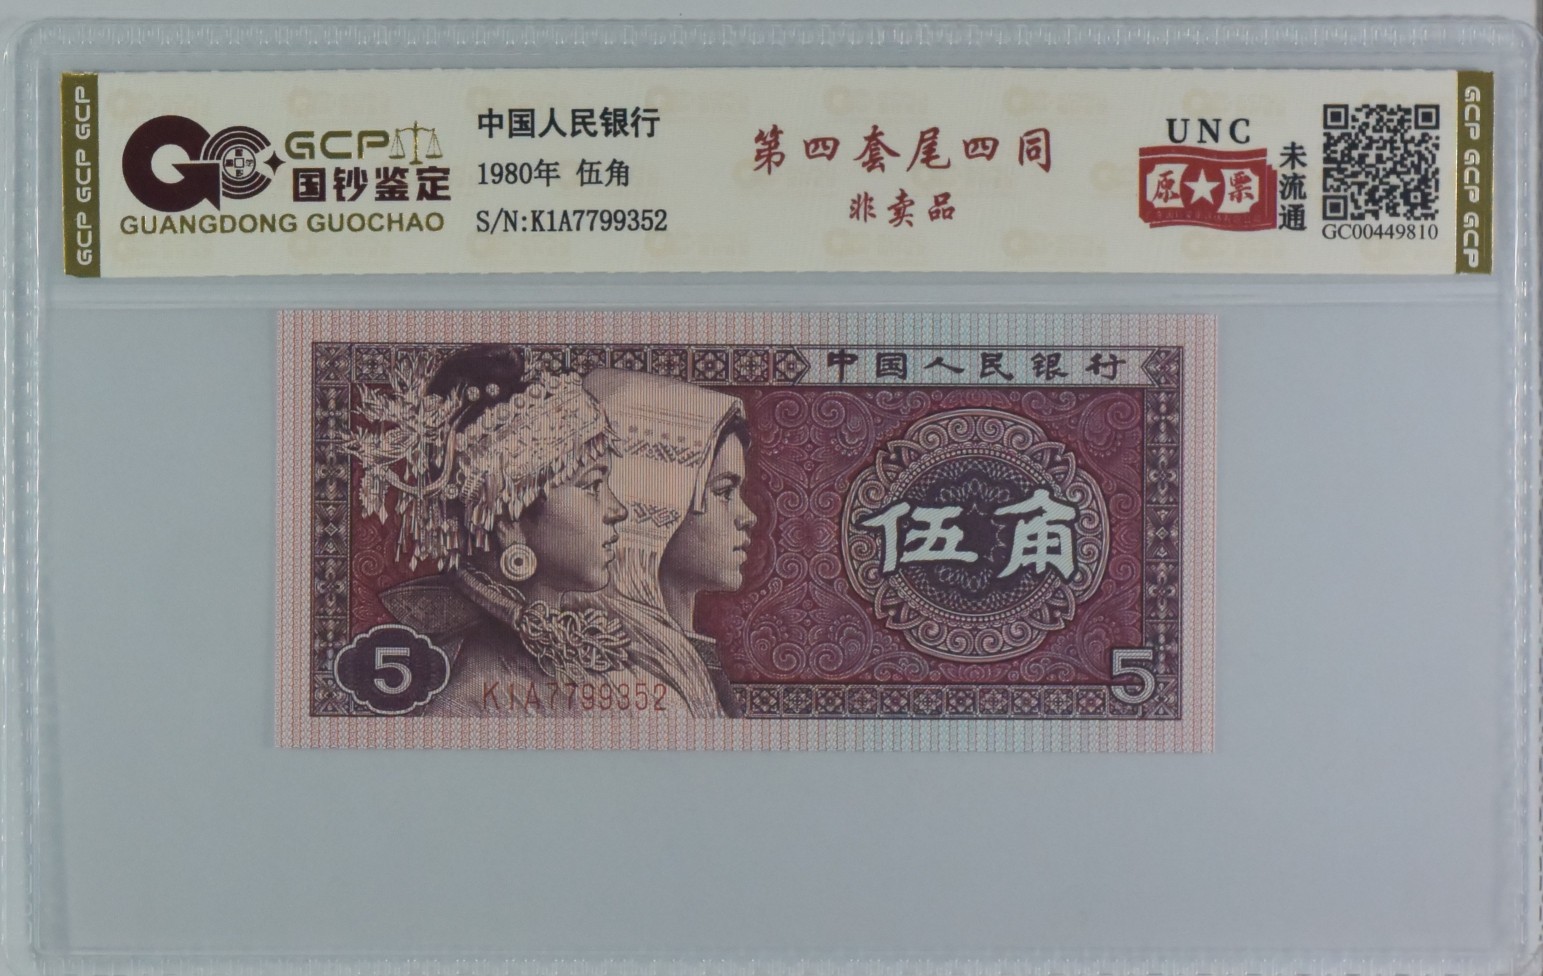 GCP GCP GCP
GCP
国钞鉴定
GUANGDONG GUOCHAO
中国人民银行
1980年 伍角
S/N:K1A7799352
第四套尾四同
非卖品
UNC
原★票
未流通
GC00449810
GCP GCP GCP
中国人民银行
伍角
5
5
K1A7799352